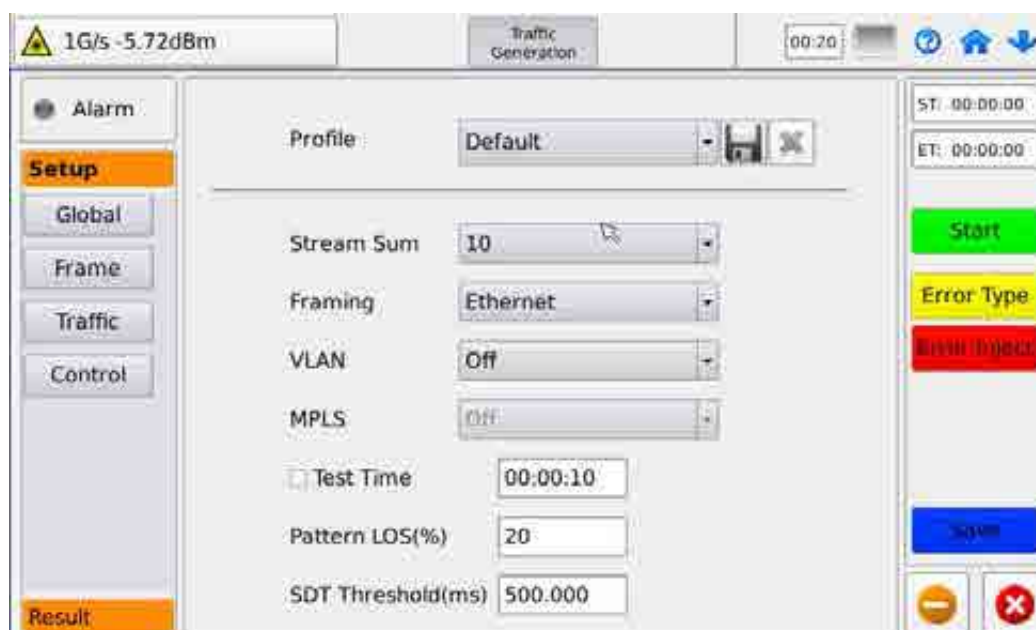 1G/s -5.72dBm
Traffic
Generation
00:20
Alarm
Setup
Global
Frame
Traffic
Control
Result
Profile Default
Stream Sum 10
Framing Ethernet
VLAN Off
MPLS Off
Test Time 00:00:10
Pattern LOS(%) 20
SDT Threshold(ms) 500.000
ST: 00:00:00
ET: 00:00:00
Start
Error Type
Error Inject
Save